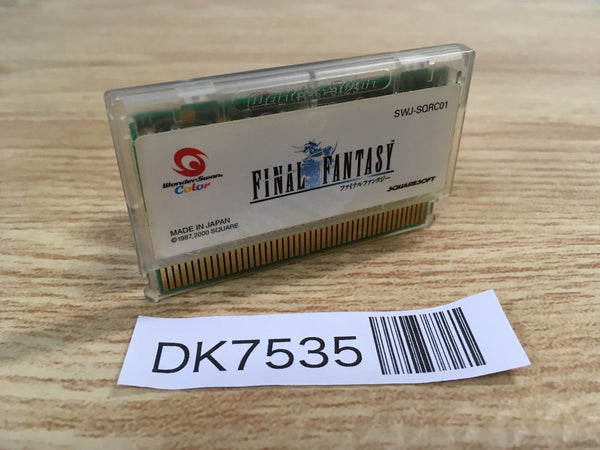 WonderSwan
SWJ-SQRC01
WonderSwan
Color
FINAL FANTASY
ファイナルファンタジー
SQUARESOFT
MADE IN JAPAN
©1987,2000 SQUARE
DK7535